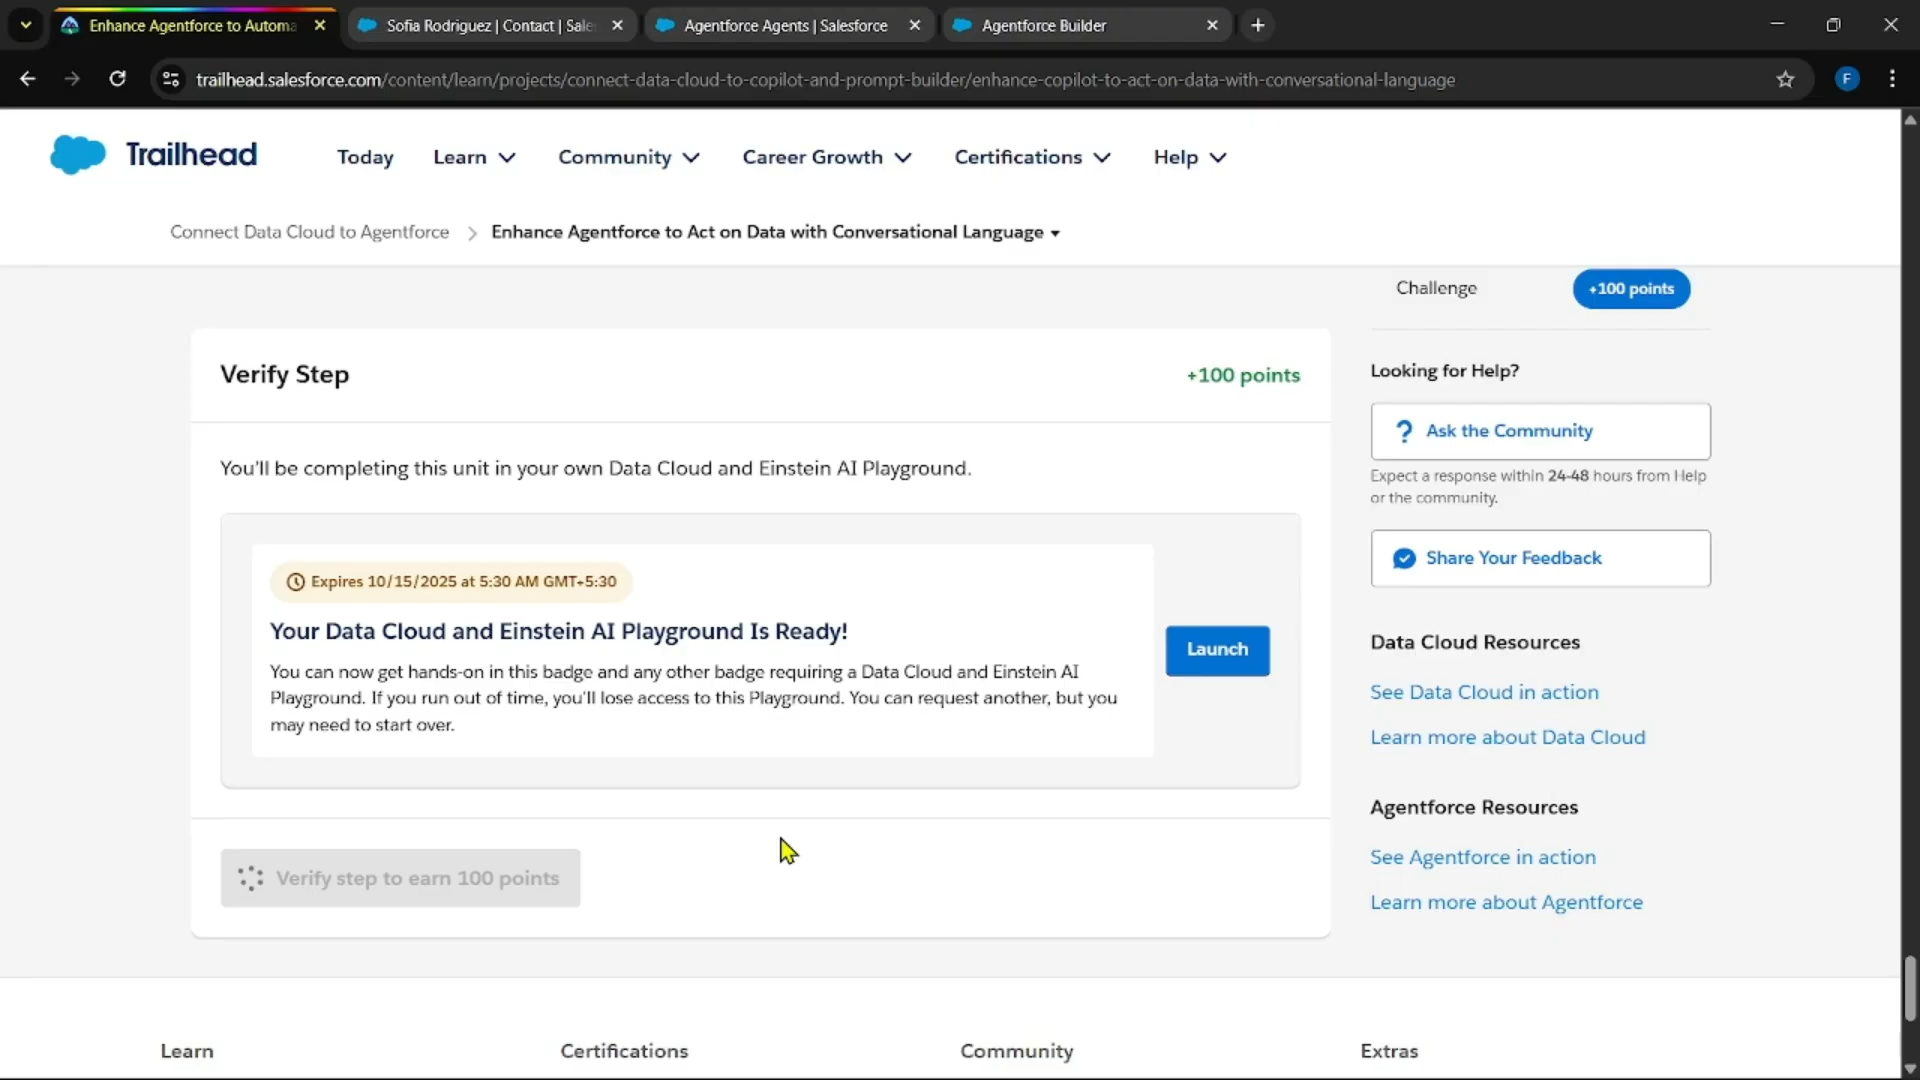 Enhance Agentforce to Automa
Sofia Rodriguez | Contact | Sale
Agentforce Agents | Salesforce
Agentforce Builder
trailhead.salesforce.com/content/learn/projects/connect-data-cloud-to-copilot-and-prompt-builder/enhance-copilot-to-act-on-data-with-conversational-language
F
Trailhead
Today
Learn
Community
Career Growth
Certifications
Help
Connect Data Cloud to Agentforce
Enhance Agentforce to Act on Data with Conversational Language
Challenge
+100 points
Verify Step
+100 points
You'll be completing this unit in your own Data Cloud and Einstein AI Playground.
Expires 10/15/2025 at 5:30 AM GMT+5:30
Your Data Cloud and Einstein AI Playground Is Ready!
You can now get hands-on in this badge and any other badge requiring a Data Cloud and Einstein AI
Playground. If you run out of time, you'll lose access to this Playground. You can request another, but you
may need to start over.
Launch
Verify step to earn 100 points
Looking for Help?
Ask the Community
Expect a response within 24-48 hours from Help
or the community.
Share Your Feedback
Data Cloud Resources
See Data Cloud in action
Learn more about Data Cloud
Agentforce Resources
See Agentforce in action
Learn more about Agentforce
Learn
Certifications
Community
Extras